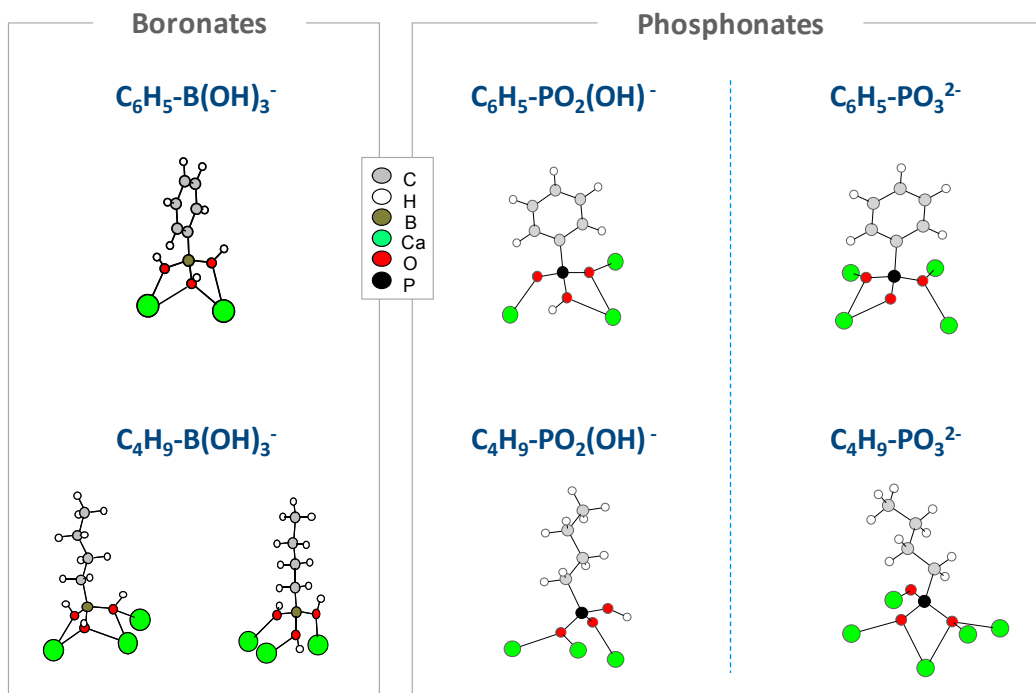 Boronates
Phosphonates
C₆H₅-B(OH)₃⁻
C₆H₅-PO₂(OH) ⁻
C₆H₅-PO₃²⁻
C
H
B
Ca
O
P
C₄H₉-B(OH)₃⁻
C₄H₉-PO₂(OH) ⁻
C₄H₉-PO₃²⁻